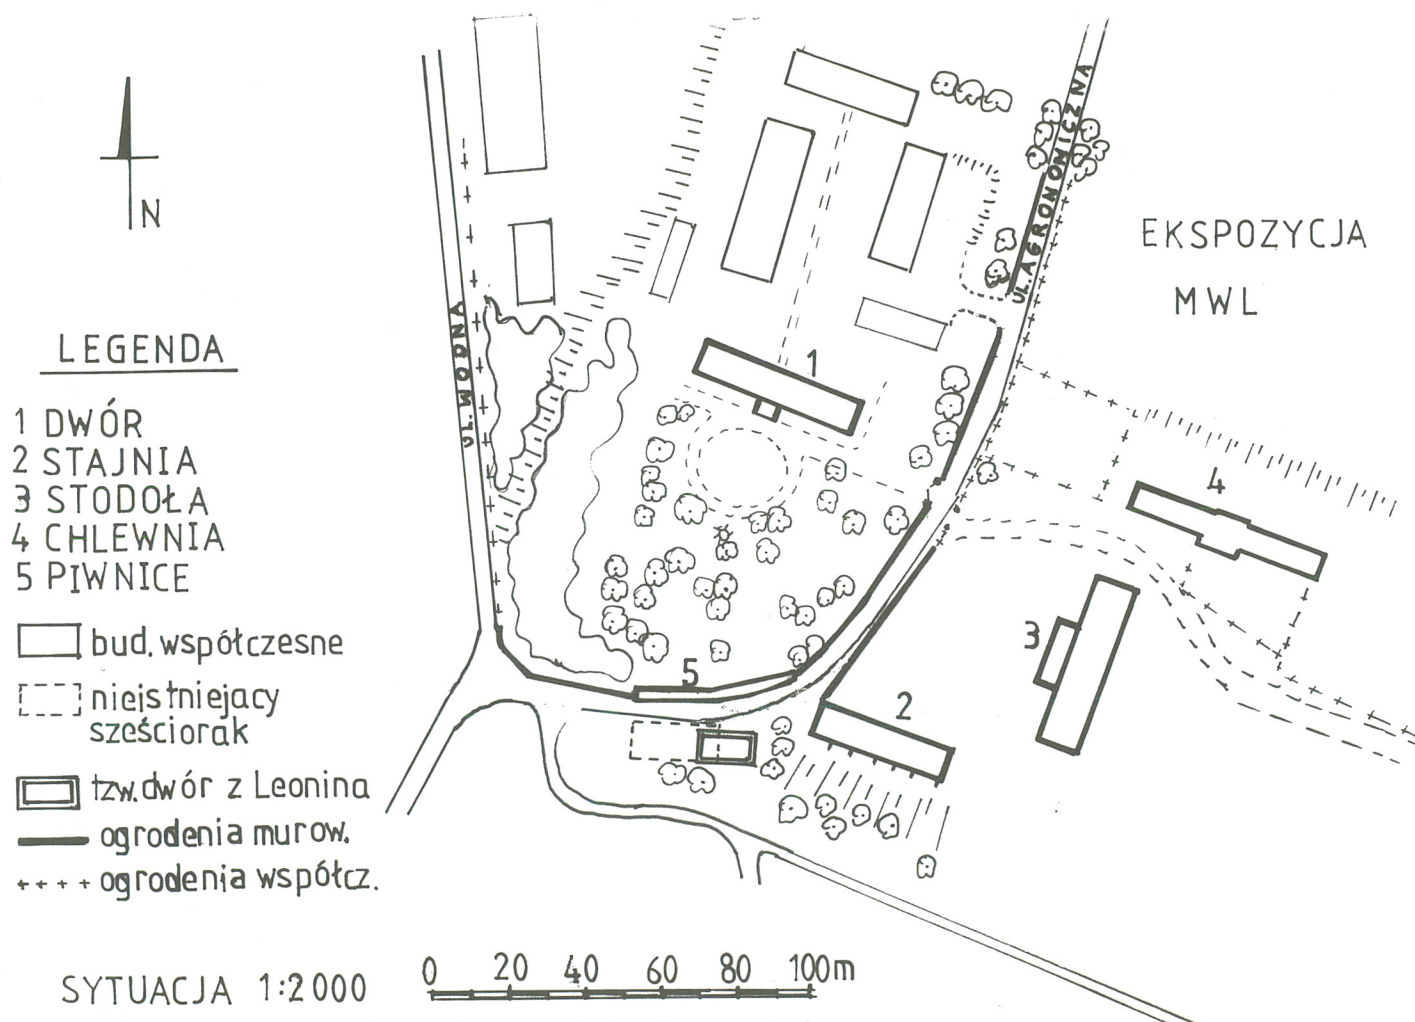 N
EKSPOZYCJA
MWL
UL. AGRONOMICZNA
UL. WODNA
1
2
3
4
5
LEGENDA
1 DWÓR
2 STAJNIA
3 STODOŁA
4 CHLEWNIA
5 PIWNICE
bud. współczesne
nieistniejacy
sześciorak
tzw. dwór z Leonina
ogrodenia murow.
ogrodenia współcz.
SYTUACJA 1:2000
0 20 40 60 80 100m